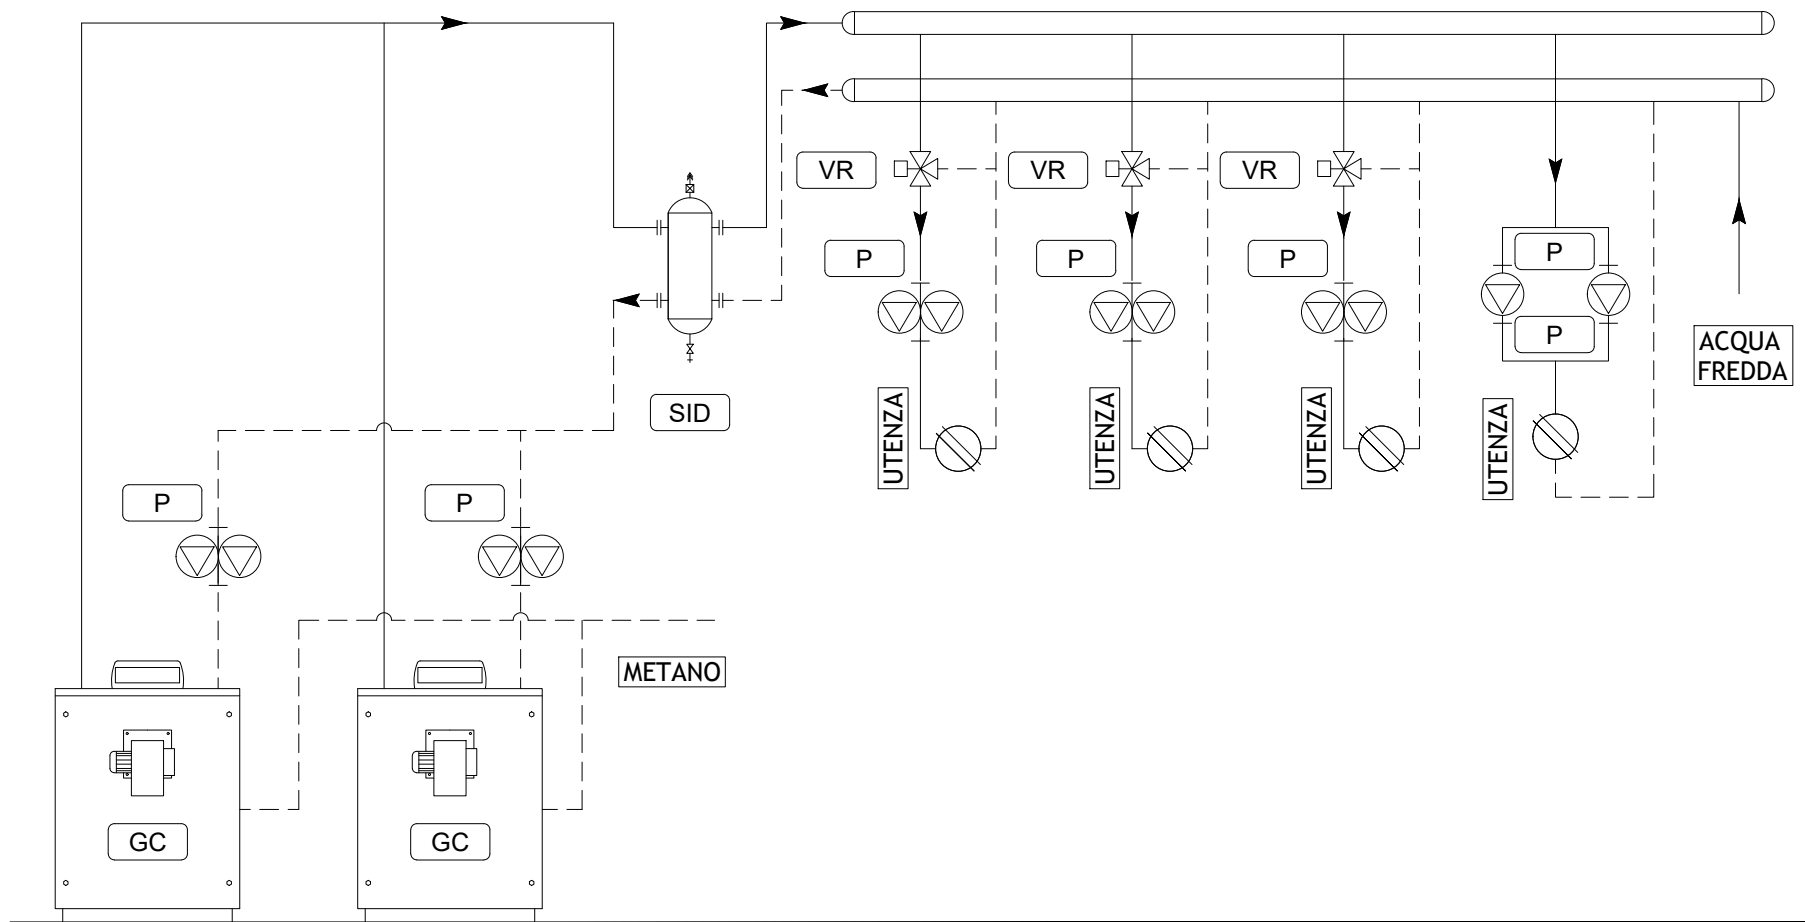 VR
VR
VR
P
P
P
P
P
ACQUA
FREDDA
SID
UTENZA
UTENZA
UTENZA
UTENZA
P
P
METANO
GC
GC